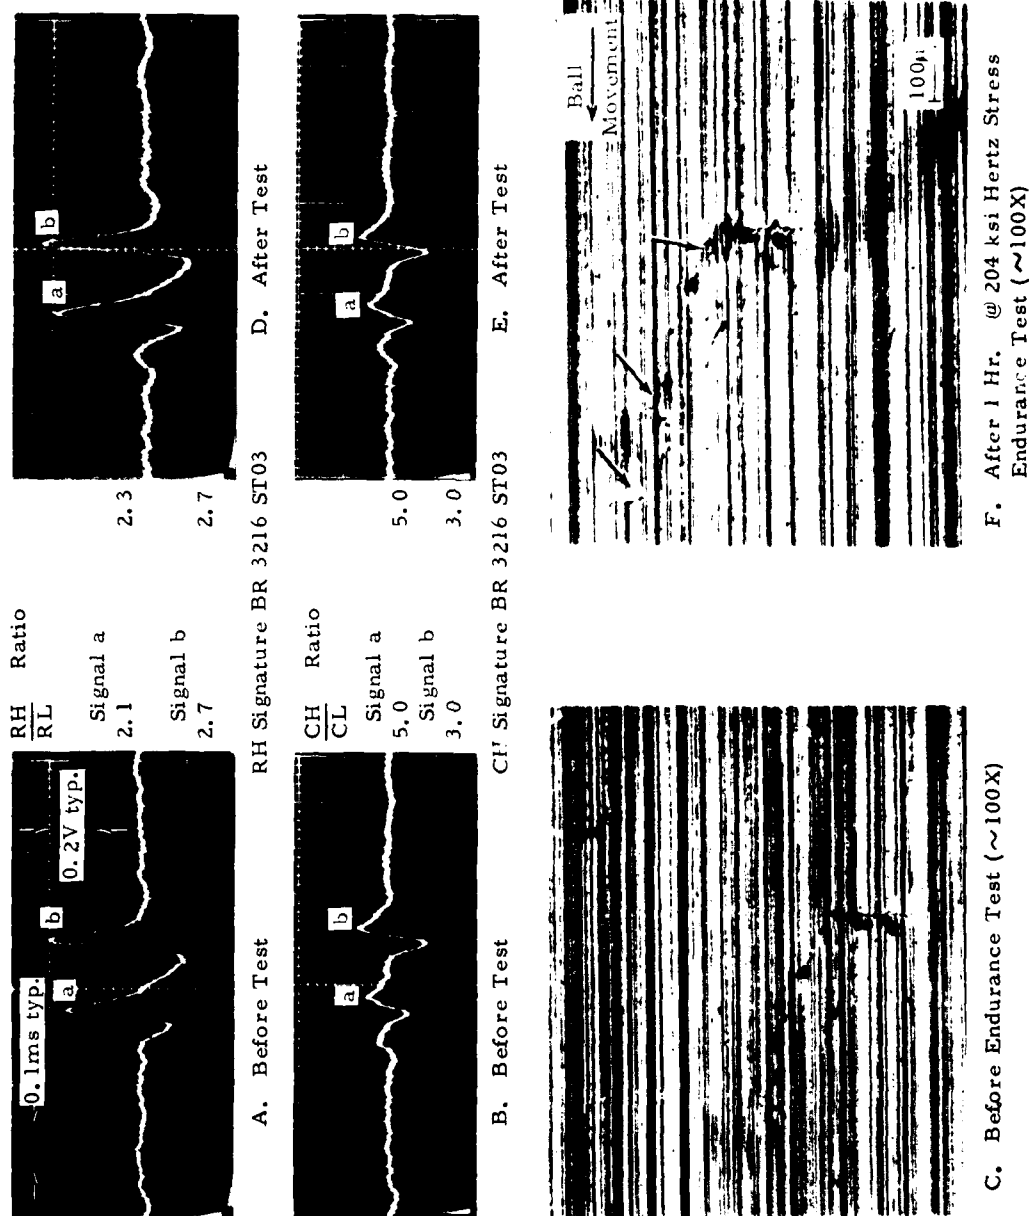 0.1ms typ.
0.2V typ.
a
b
A. Before Test
RH Ratio
RL
Signal a
2.1
2.3
Signal b
2.7
2.7
a
b
D. After Test
RH Signature BR 3216 ST03
a
b
B. Before Test
CH Ratio
CL
Signal a
5.0
5.0
Signal b
3.0
3.0
a
b
E. After Test
CH Signature BR 3216 ST03
C. Before Endurance Test (~100X)
Ball
Movement
100μ
F. After 1 Hr. @ 204 ksi Hertz Stress
Endurance Test (~100X)